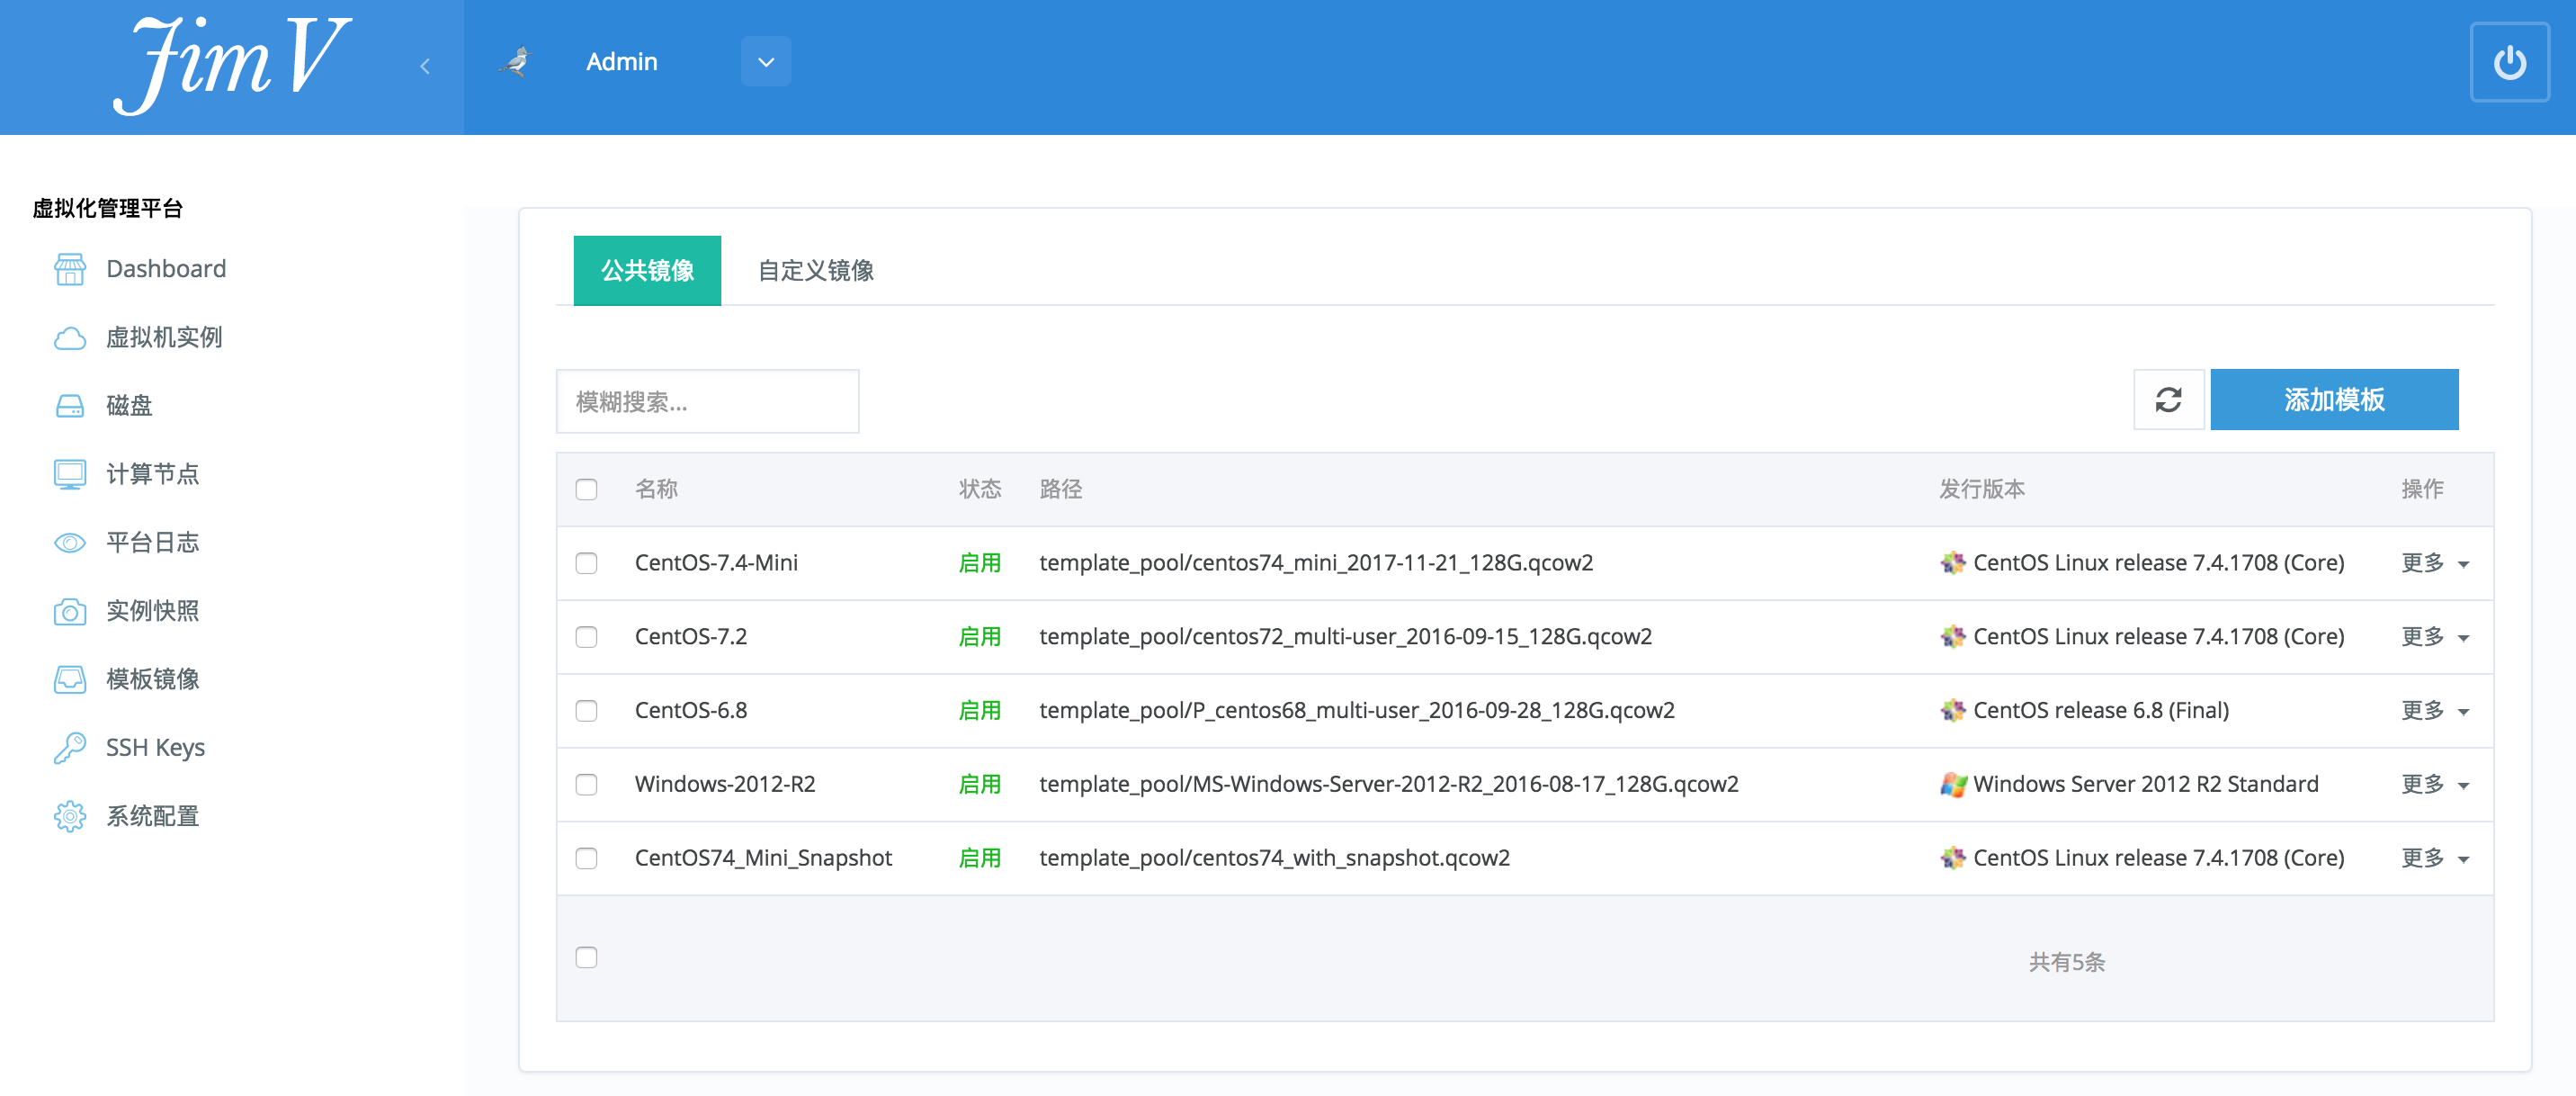 JimV
Admin
虚拟化管理平台
Dashboard
虚拟机实例
磁盘
计算节点
平台日志
实例快照
模板镜像
SSH Keys
系统配置
公共镜像 自定义镜像
模糊搜索...
添加模板
名称 状态 路径 发行版本 操作
CentOS-7.4-Mini 启用 template_pool/centos74_mini_2017-11-21_128G.qcow2 CentOS Linux release 7.4.1708 (Core) 更多
CentOS-7.2 启用 template_pool/centos72_multi-user_2016-09-15_128G.qcow2 CentOS Linux release 7.4.1708 (Core) 更多
CentOS-6.8 启用 template_pool/P_centos68_multi-user_2016-09-28_128G.qcow2 CentOS release 6.8 (Final) 更多
Windows-2012-R2 启用 template_pool/MS-Windows-Server-2012-R2_2016-08-17_128G.qcow2 Windows Server 2012 R2 Standard 更多
CentOS74_Mini_Snapshot 启用 template_pool/centos74_with_snapshot.qcow2 CentOS Linux release 7.4.1708 (Core) 更多
共有5条